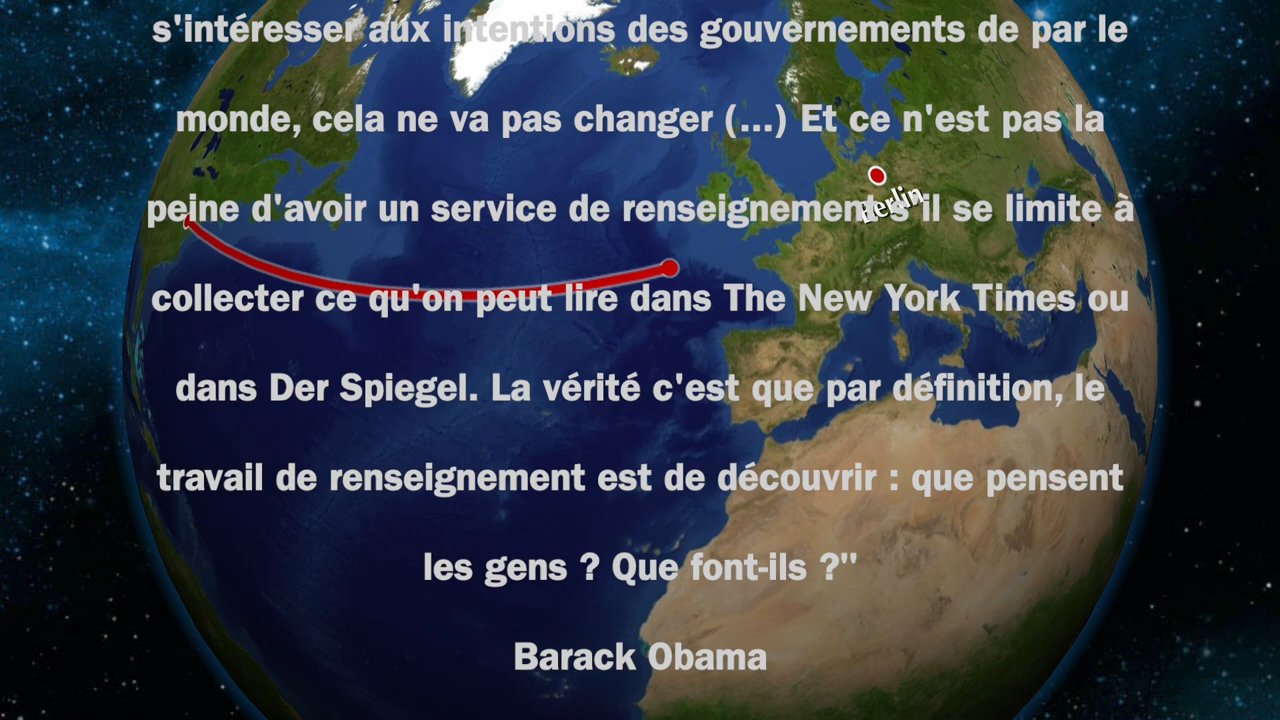 s'intéresser aux intentions des gouvernements de par le
monde, cela ne va pas changer (...) Et ce n'est pas la
peine d'avoir un service de renseignement s'il se limite à
collecter ce qu'on peut lire dans The New York Times ou
dans Der Spiegel. La vérité c'est que par définition, le
travail de renseignement est de découvrir : que pensent
les gens ? Que font-ils ?"
Barack Obama
Berlin